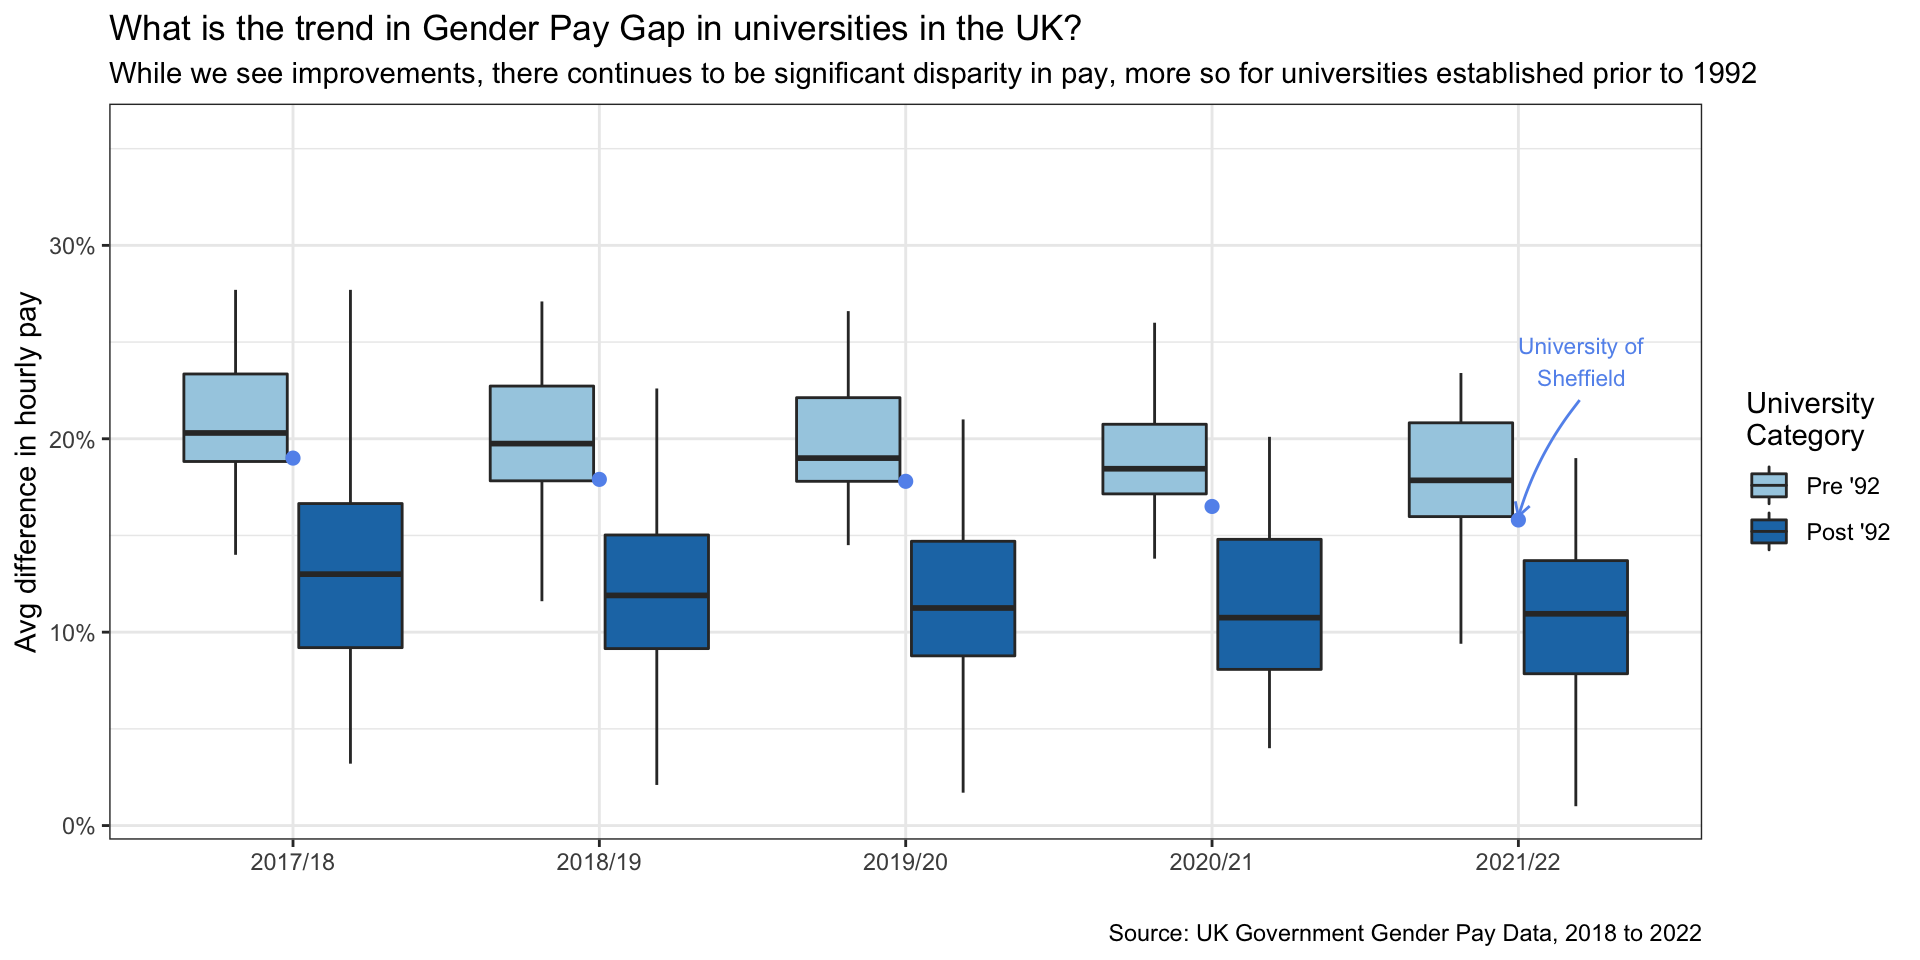 What is the trend in Gender Pay Gap in universities in the UK?
While we see improvements, there continues to be significant disparity in pay, more so for universities established prior to 1992
Avg difference in hourly pay
30%
20%
10%
0%
University of
Sheffield
2017/18
2018/19
2019/20
2020/21
2021/22
University
Category
Pre '92
Post '92
Source: UK Government Gender Pay Data, 2018 to 2022